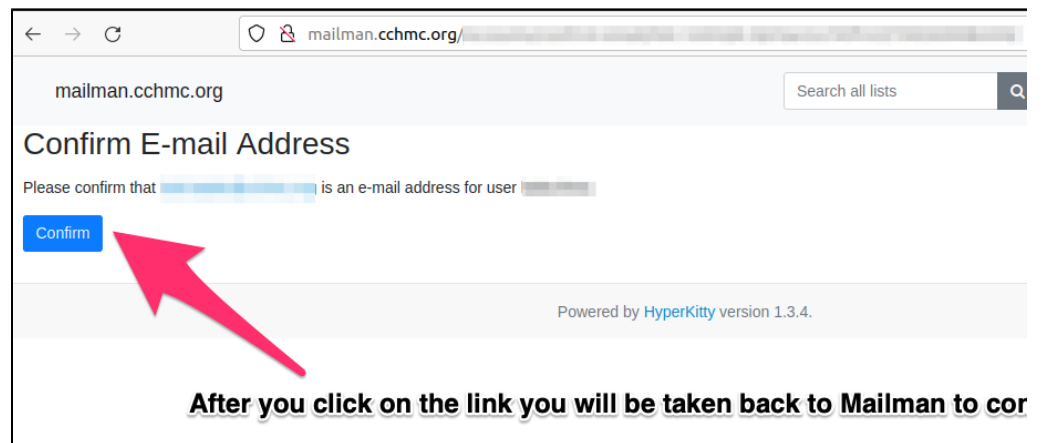 mailman.cchmc.org/
mailman.cchmc.org
Search all lists
Confirm E-mail Address
Please confirm that is an e-mail address for user
Confirm
Powered by HyperKitty version 1.3.4.
After you click on the link you will be taken back to Mailman to